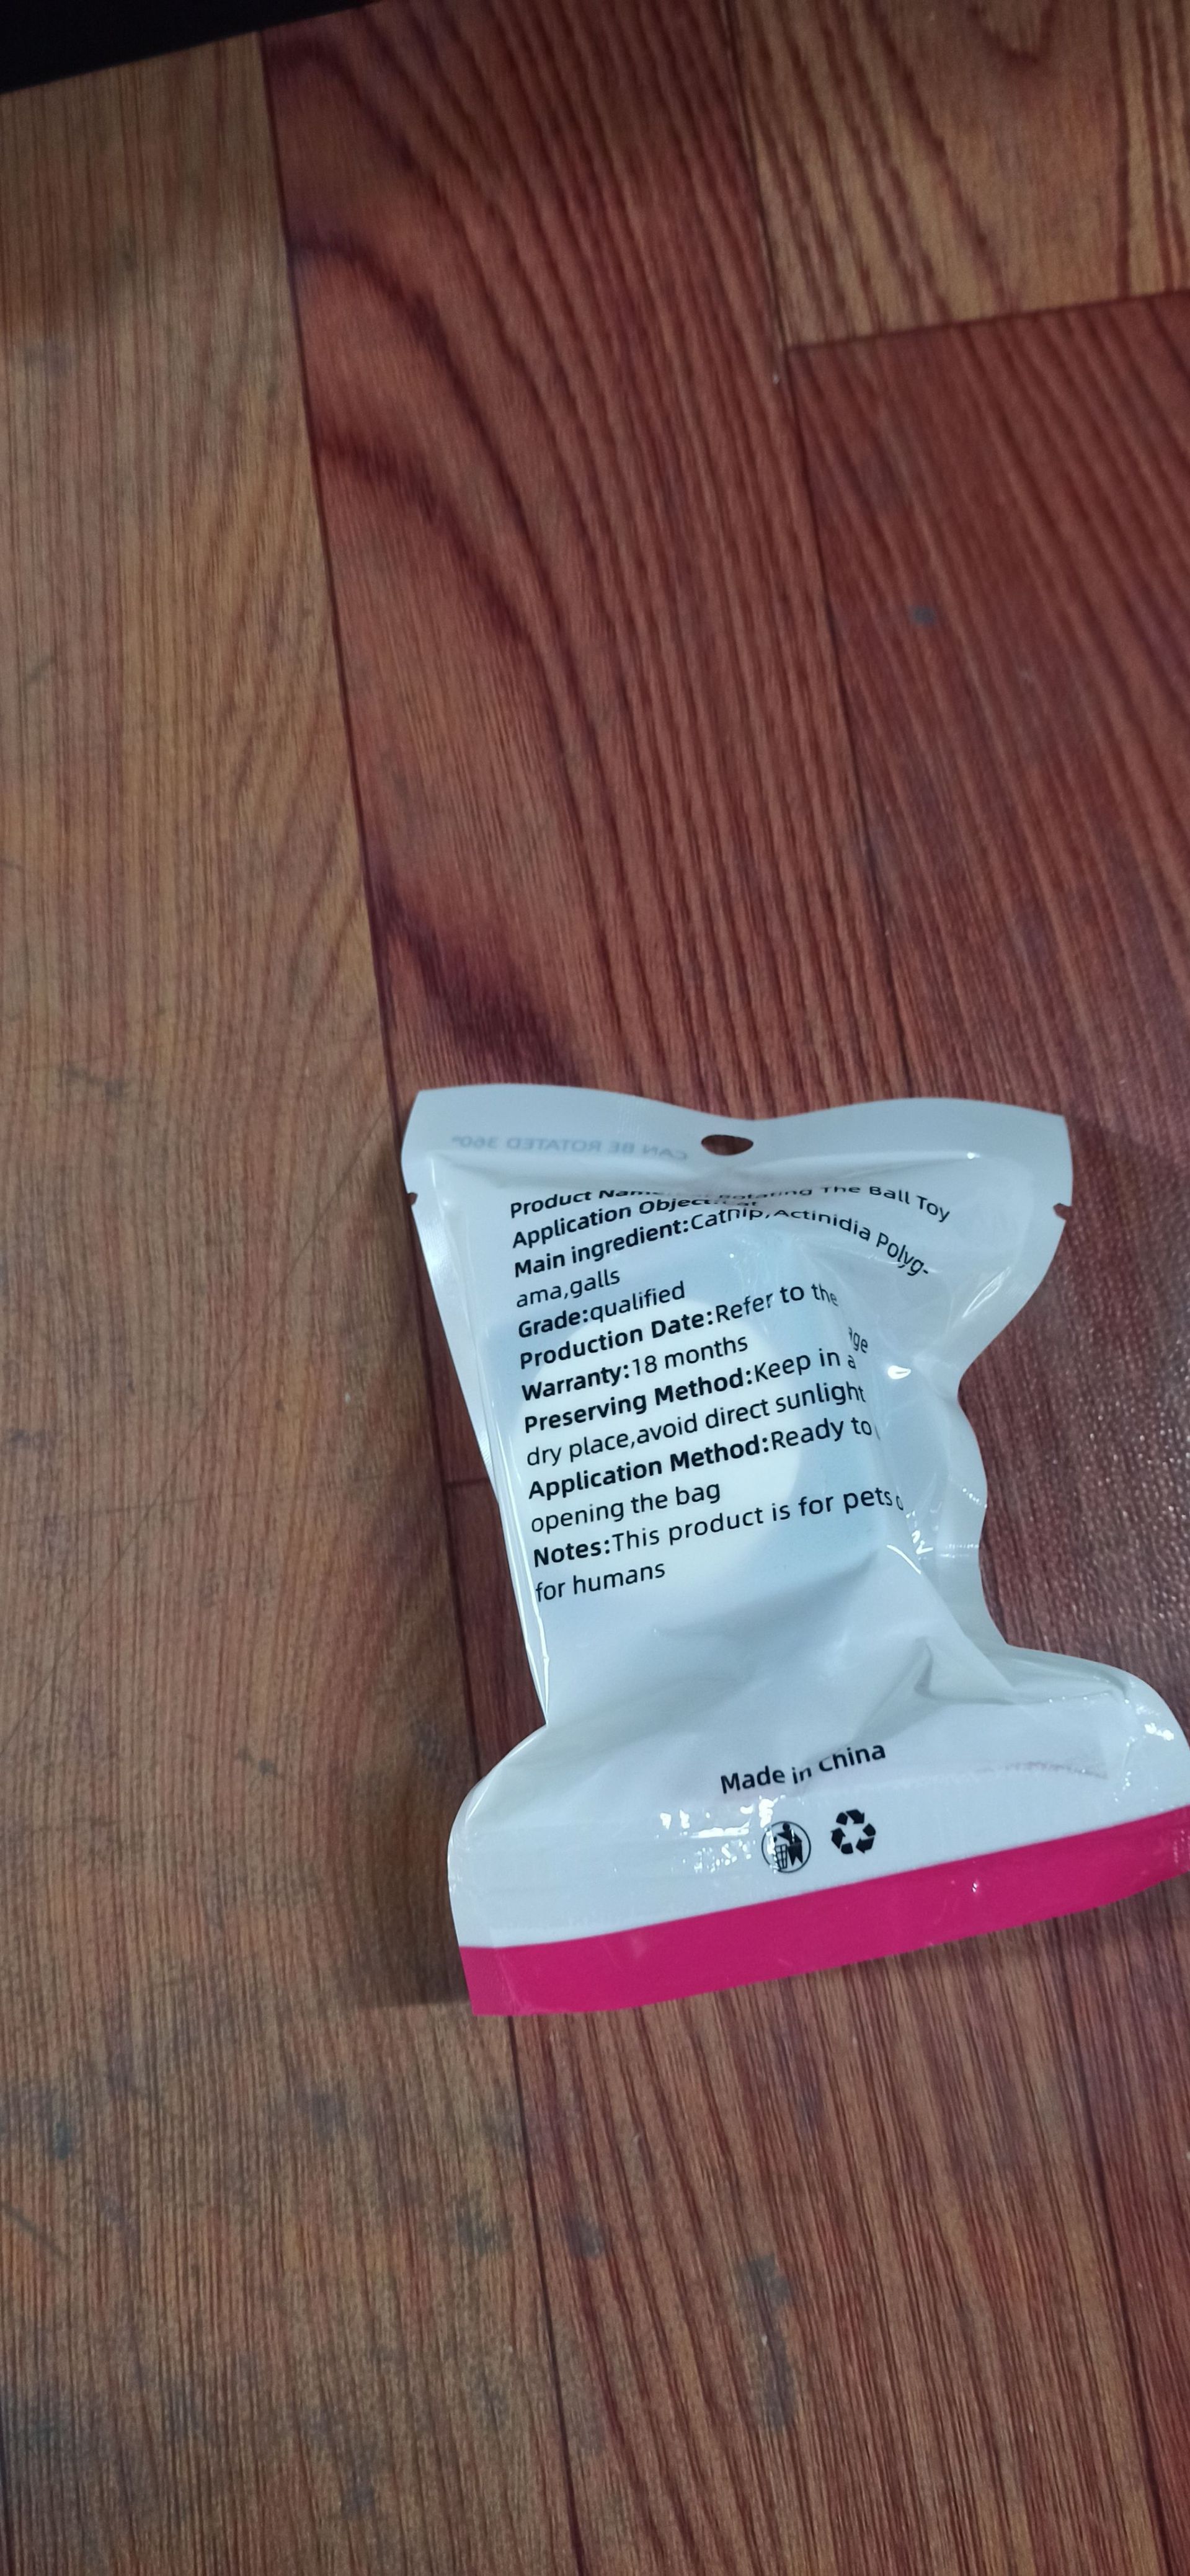 CAN BE ROTATED 360°
Product Name: Rotating The Ball Toy
Application Object:Cat
Main ingredient:Catnip,Actinidia Polyg-
ama,galls
Grade:qualified
Production Date:Refer to the
Warranty:18 months
Preserving Method:Keep in a
dry place,avoid direct sunlight
Application Method:Ready to
opening the bag
Notes:This product is for pets
for humans
Made in China